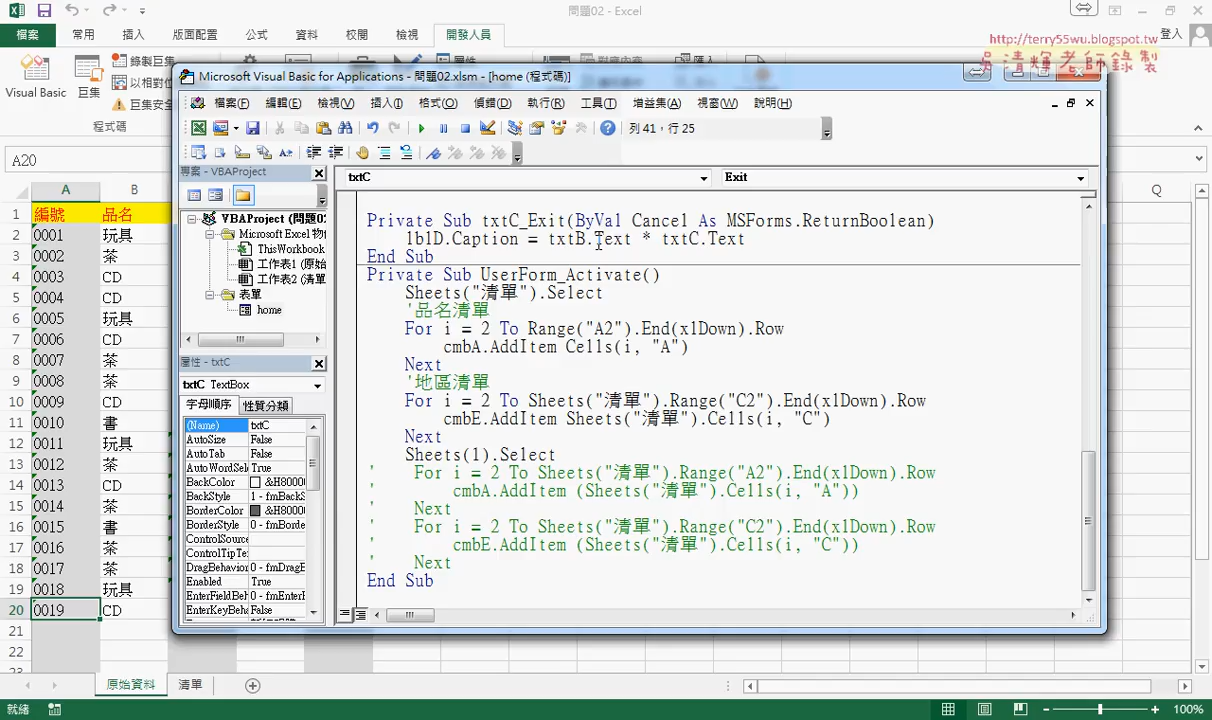 問題02 - Excel
登入
http://terry55wu.blogspot.tw
吳清輝老師錄製
檔案 常用 插入 版面配置 公式 資料 校閱 檢視 開發人員
Visual Basic 巨集 錄製巨集
以相對位
巨集安全
程式碼
Microsoft Visual Basic for Applications - 問題02.xlsm - [home (程式碼)]
檔案(F) 編輯(E) 檢視(V) 插入(I) 格式(O) 偵錯(D) 執行(R) 工具(T) 增益集(A) 視窗(W) 說明(H)
列 41，行 25
專案 - VBAProject
VBAProject (問題02
Microsoft Excel 物
ThisWorkbook
工作表1 (原始
工作表2 (清單
表單
home
屬性 - txtC
txtC TextBox
字母順序 性質分類
(Name) txtC
AutoSize False
AutoTab False
AutoWordSel True
BackColor &H8000
BackStyle 1 - fmBackS
BorderColor &H8000
BorderStyle 0 - fmBorde
ControlSource
ControlTipTe
DragBehavior 0 - fmDragB
Enabled True
EnterFieldBeh 0 - fmEnterF
EnterKeyBeha False
txtC Exit
Private Sub txtC_Exit(ByVal Cancel As MSForms.ReturnBoolean)
lblD.Caption = txtB.Text * txtC.Text
End Sub
Private Sub UserForm_Activate()
Sheets("清單").Select
'品名清單
For i = 2 To Range("A2").End(xlDown).Row
cmbA.AddItem Cells(i, "A")
Next
'地區清單
For i = 2 To Sheets("清單").Range("C2").End(xlDown).Row
cmbE.AddItem Sheets("清單").Cells(i, "C")
Next
Sheets(1).Select
' For i = 2 To Sheets("清單").Range("A2").End(xlDown).Row
' cmbA.AddItem (Sheets("清單").Cells(i, "A"))
' Next
' For i = 2 To Sheets("清單").Range("C2").End(xlDown).Row
' cmbE.AddItem (Sheets("清單").Cells(i, "C"))
' Next
End Sub
A20
A B Q
1 編號 品名
2 0001 玩具
3 0002 茶
4 0003 CD
5 0004 CD
6 0005 玩具
7 0006 CD
8 0007 茶
9 0008 茶
10 0009 CD
11 0010 書
12 0011 玩具
13 0012 茶
14 0013 CD
15 0014 茶
16 0015 書
17 0016 茶
18 0017 茶
19 0018 玩具
20 0019 CD
21
22
23
原始資料 清單
就緒 100%